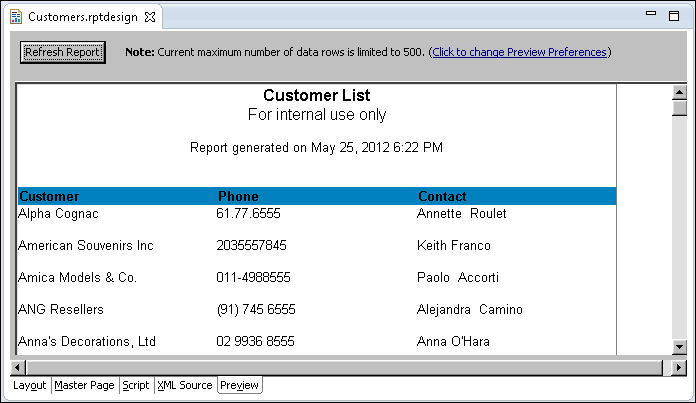 Customers.rptdesign
Refresh Report Note: Current maximum number of data rows is limited to 500. (Click to change Preview Preferences)
Customer List
For internal use only
Report generated on May 25, 2012 6:22 PM
Customer Phone Contact
Alpha Cognac 61.77.6555 Annette Roulet
American Souvenirs Inc 2035557845 Keith Franco
Amica Models & Co. 011-4988555 Paolo Accorti
ANG Resellers (91) 745 6555 Alejandra Camino
Anna's Decorations, Ltd 02 9936 8555 Anna O'Hara
Layout Master Page Script XML Source Preview